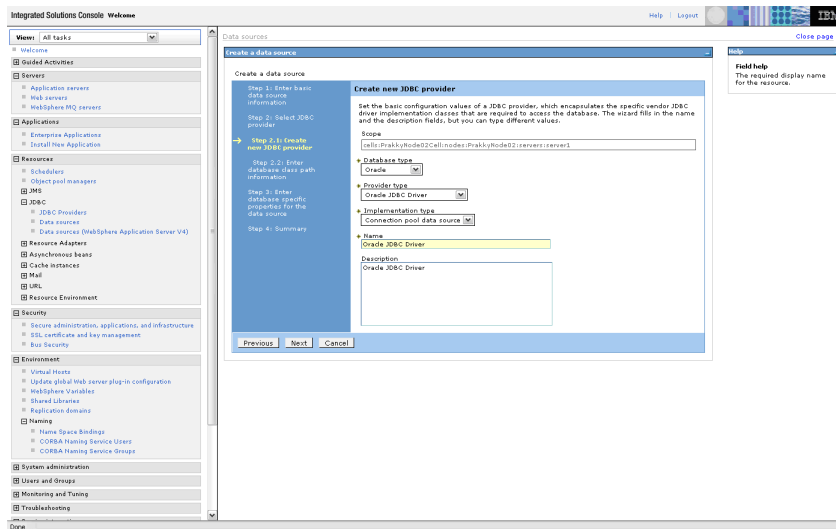 Integrated Solutions Console Welcome
Help | Logout
IBM
View: All tasks
Welcome
Guided Activities
Servers
Application servers
Web servers
WebSphere MQ servers
Applications
Enterprise Applications
Install New Application
Resources
Schedulers
Object pool managers
JMS
JDBC
JDBC Providers
Data sources
Data sources (WebSphere Application Server V4)
Resource Adapters
Asynchronous beans
Cache instances
Mail
URL
Resource Environment
Security
Secure administration, applications, and infrastructure
SSL certificate and key management
Bus Security
Environment
Virtual Hosts
Update global Web server plug-in configuration
WebSphere Variables
Shared Libraries
Replication domains
Naming
Name Space Bindings
CORBA Naming Service Users
CORBA Naming Service Groups
System administration
Users and Groups
Monitoring and Tuning
Troubleshooting
Done
Data sources
Close page
Create a data source
Create a data source
Step 1: Enter basic
data source
information
Step 2: Select JDBC
provider
Step 2.1: Create
new JDBC provider
Step 2.2: Enter
database class path
information
Step 3: Enter
database specific
properties for the
data source
Step 4: Summary
Create new JDBC provider
Set the basic configuration values of a JDBC provider, which encapsulates the specific vendor JDBC
driver implementation classes that are required to access the database. The wizard fills in the name
and the description fields, but you can type different values.
Scope
cells:PrakkyNode02Cell:nodes:PrakkyNode02:servers:server1
* Database type
Oracle
* Provider type
Oracle JDBC Driver
* Implementation type
Connection pool data source
* Name
Oracle JDBC Driver
Description
Oracle JDBC Driver
Previous Next Cancel
Help
Field help
The required display name
for the resource.